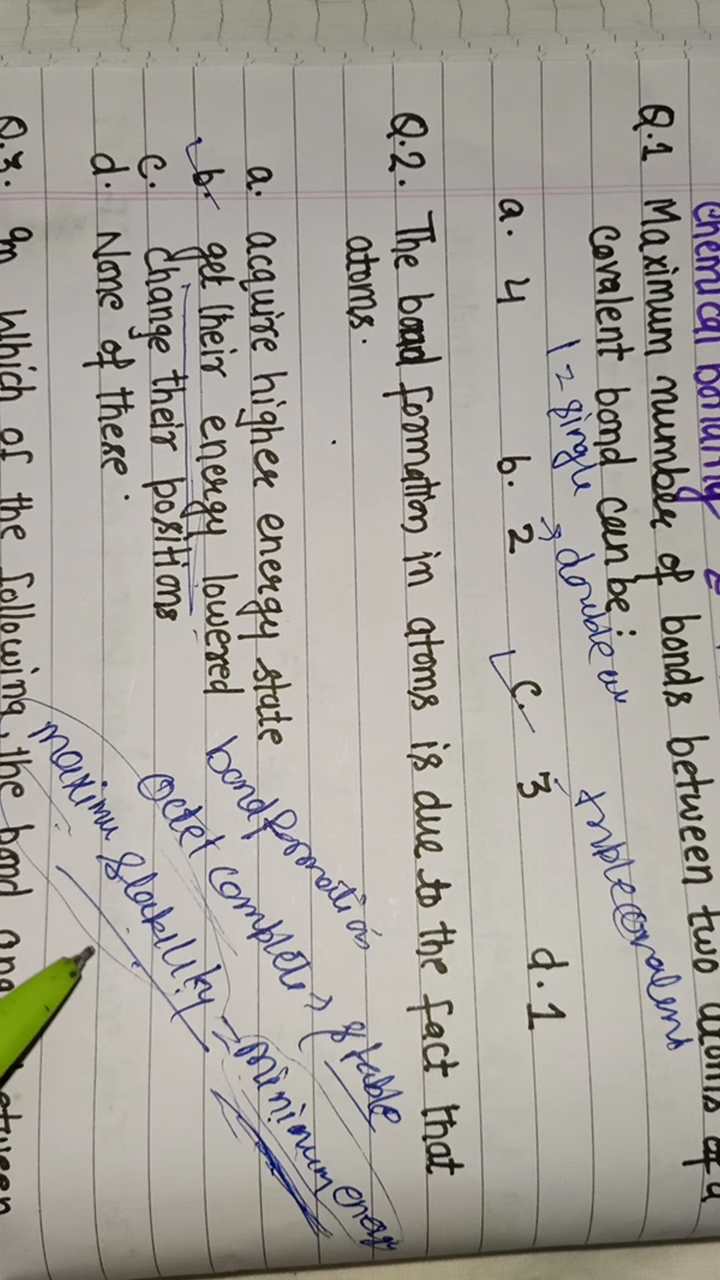 Chemical bonding
Q.1 Maximum number of bonds between two atoms of a
covalent bond can be:
1 = single → double or triple covalent
a. 4 b. 2 c. 3 d. 1
Q.2. The bond formation in atoms is due to the fact that
atoms.
a. acquire higher energy state
b. get their energy lowered
c. change their positions
d. None of these.
bond formation
octet complete → stable
maximum stability = minimum energy
Q.3. In which of the following, the bond between